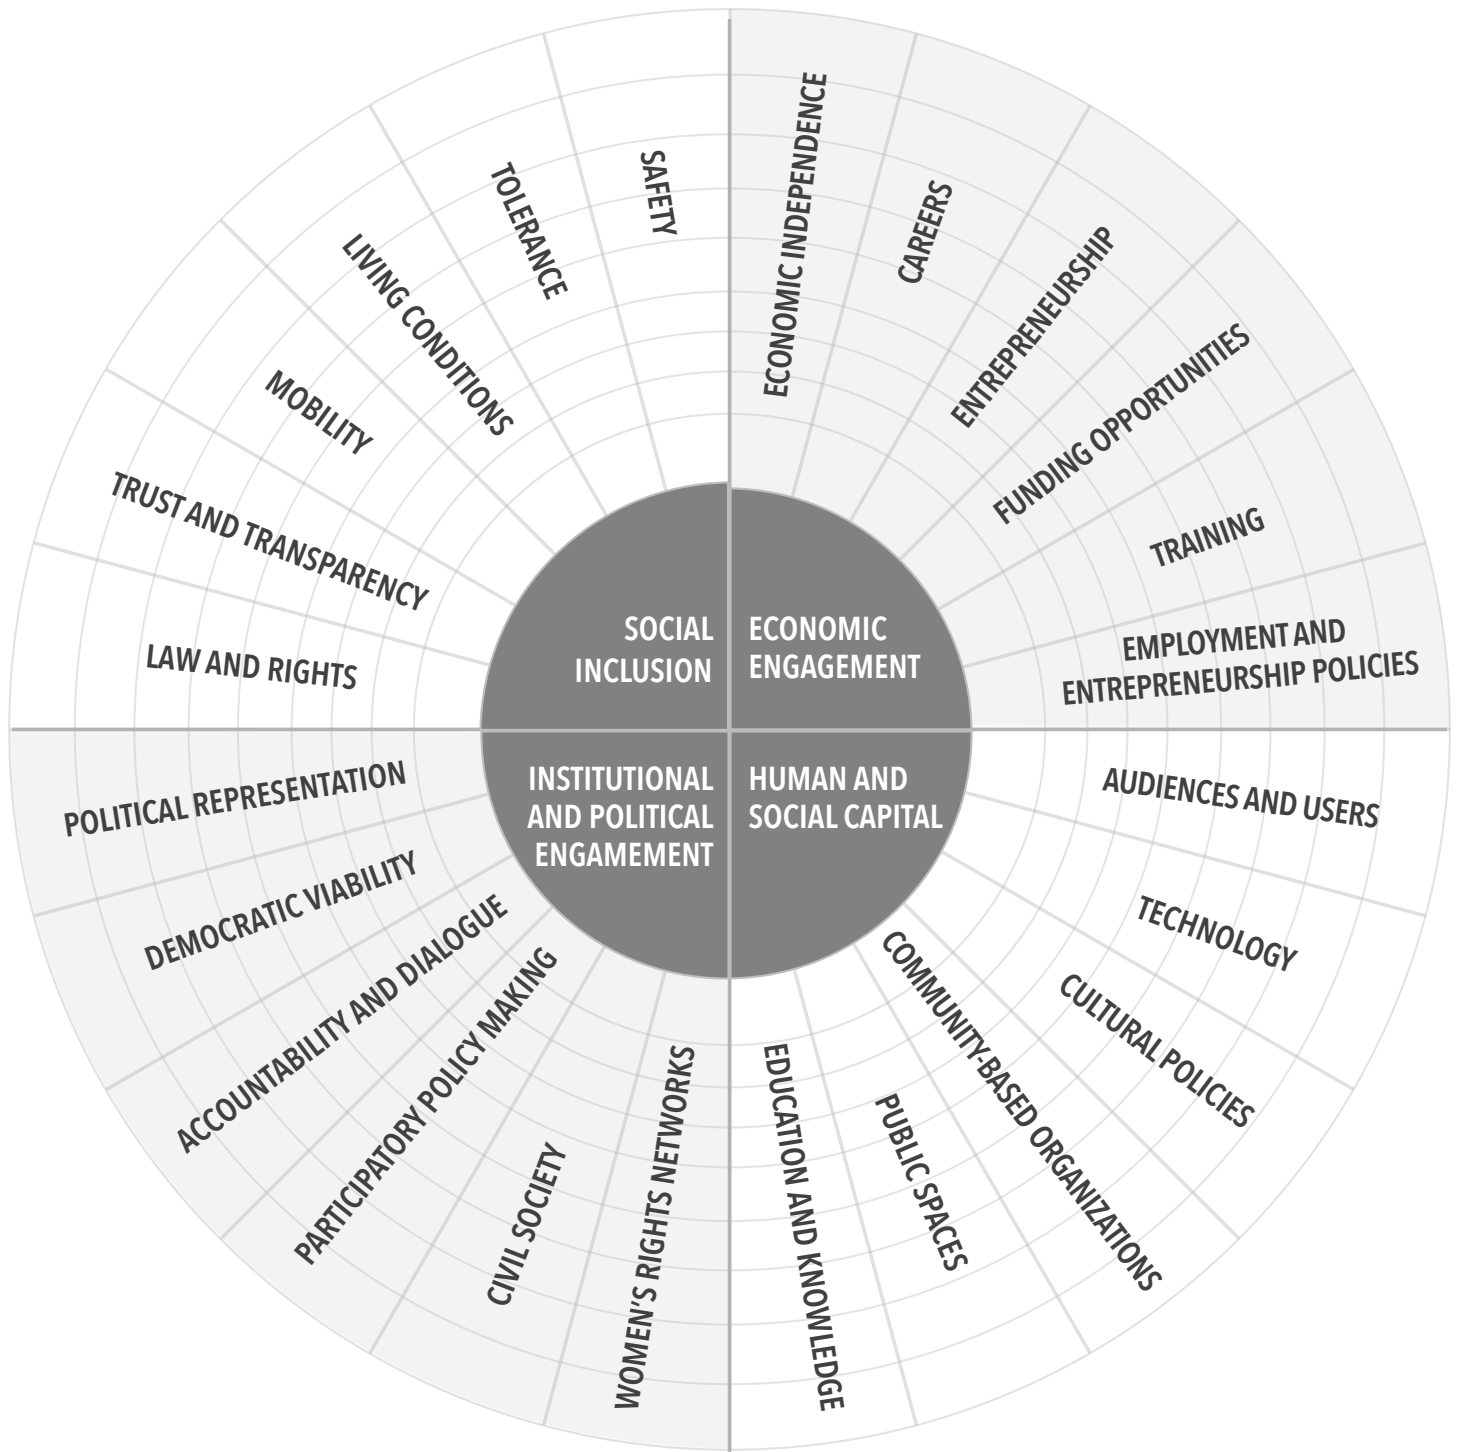 SAFETY
TOLERANCE
LIVING CONDITIONS
MOBILITY
TRUST AND TRANSPARENCY
LAW AND RIGHTS
ECONOMIC INDEPENDENCE
CAREERS
ENTREPRENEURSHIP
FUNDING OPPORTUNITIES
TRAINING
EMPLOYMENT AND
ENTREPRENEURSHIP POLICIES
SOCIAL
INCLUSION
ECONOMIC
ENGAGEMENT
INSTITUTIONAL
AND POLITICAL
ENGAMEMENT
HUMAN AND
SOCIAL CAPITAL
POLITICAL REPRESENTATION
DEMOCRATIC VIABILITY
ACCOUNTABILITY AND DIALOGUE
PARTICIPATORY POLICY MAKING
CIVIL SOCIETY
WOMEN'S RIGHTS NETWORKS
AUDIENCES AND USERS
TECHNOLOGY
CULTURAL POLICIES
COMMUNITY-BASED ORGANIZATIONS
PUBLIC SPACES
EDUCATION AND KNOWLEDGE